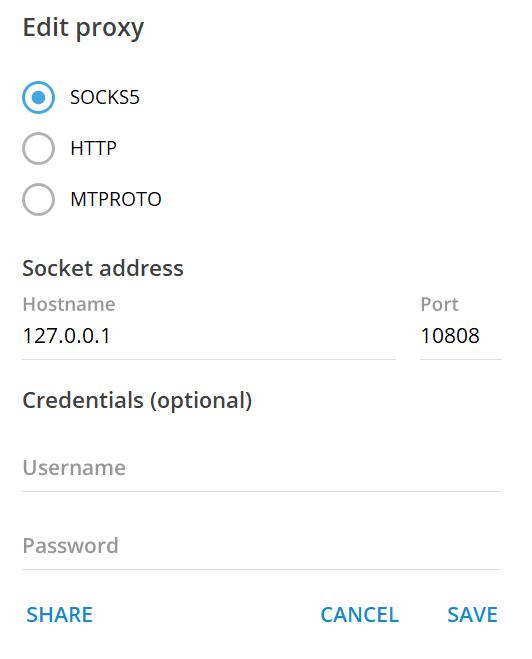 Edit proxy
SOCKS5
HTTP
MTPROTO
Socket address
Hostname Port
127.0.0.1 10808
Credentials (optional)
Username
Password
SHARE CANCEL SAVE